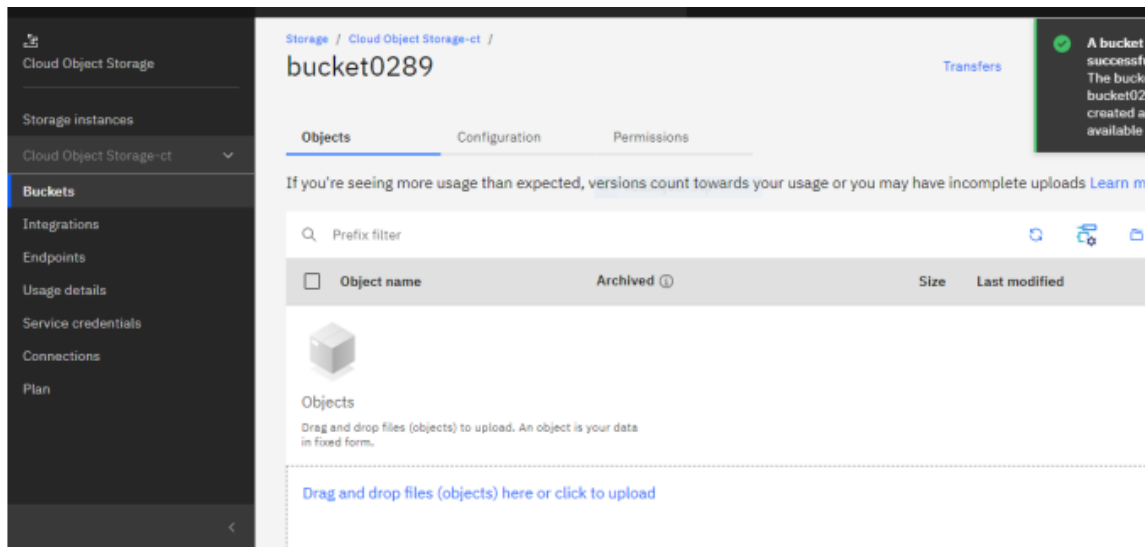 Cloud Object Storage
Storage instances
Cloud Object Storage-ct
Buckets
Integrations
Endpoints
Usage details
Service credentials
Connections
Plan
Storage / Cloud Object Storage-ct /
bucket0289
Transfers
A bucket
The
created a
available
Objects Configuration Permissions
If you're seeing more usage than expected, versions count towards your usage or you may have incomplete uploads Learn
Prefix filter
Object name Archived Size Last modified
Objects
Drag and drop files (objects) to upload. An object is your data
in fixed form.
Drag and drop files (objects) here or click to upload